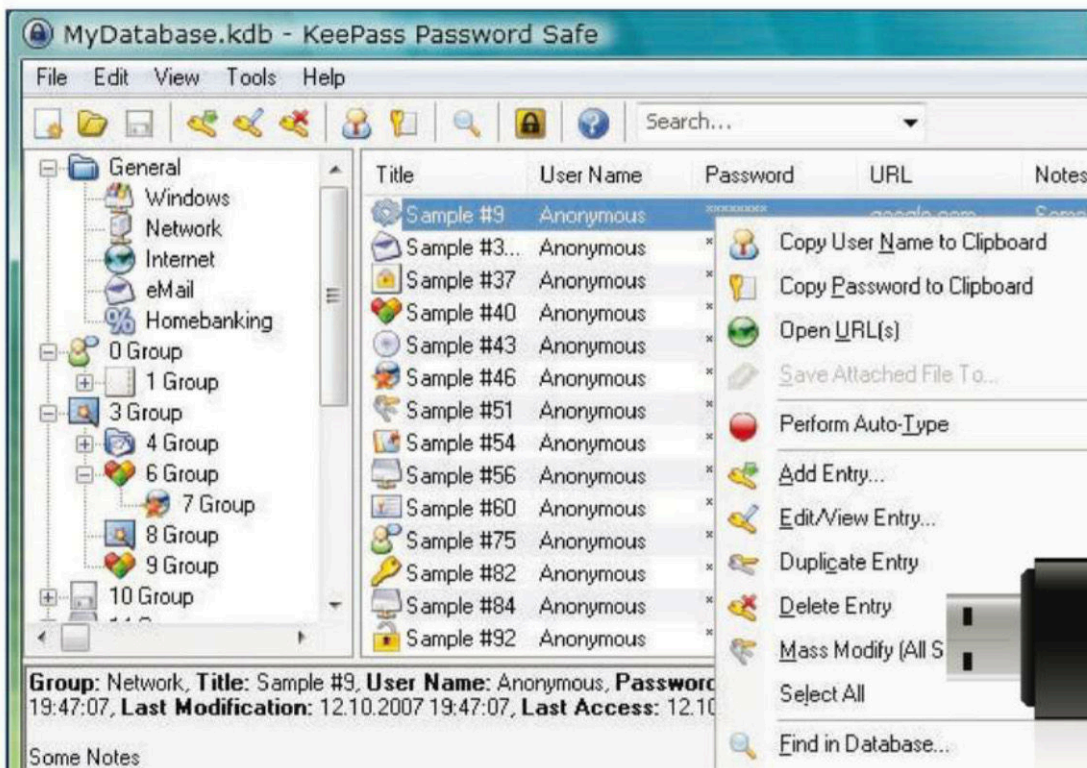 MyDatabase.kdb - KeePass Password Safe
File Edit View Tools Help
Search...
General
Windows
Network
Internet
eMail
Homebanking
0 Group
1 Group
3 Group
4 Group
6 Group
7 Group
8 Group
9 Group
10 Group
Title User Name Password URL Notes
Sample #9 Anonymous ******** google.com
Sample #3... Anonymous *
Sample #37 Anonymous *
Sample #40 Anonymous *
Sample #43 Anonymous *
Sample #46 Anonymous *
Sample #51 Anonymous *
Sample #54 Anonymous *
Sample #56 Anonymous *
Sample #60 Anonymous *
Sample #75 Anonymous *
Sample #82 Anonymous *
Sample #84 Anonymous *
Sample #92 Anonymous *
Copy User Name to Clipboard
Copy Password to Clipboard
Open URL(s)
Save Attached File To...
Perform Auto-Type
Add Entry...
Edit/View Entry...
Duplicate Entry
Delete Entry
Mass Modify (All S
Select All
Find in Database...
Group: Network, Title: Sample #9, User Name: Anonymous, Password
19:47:07, Last Modification: 12.10.2007 19:47:07, Last Access: 12.10
Some Notes